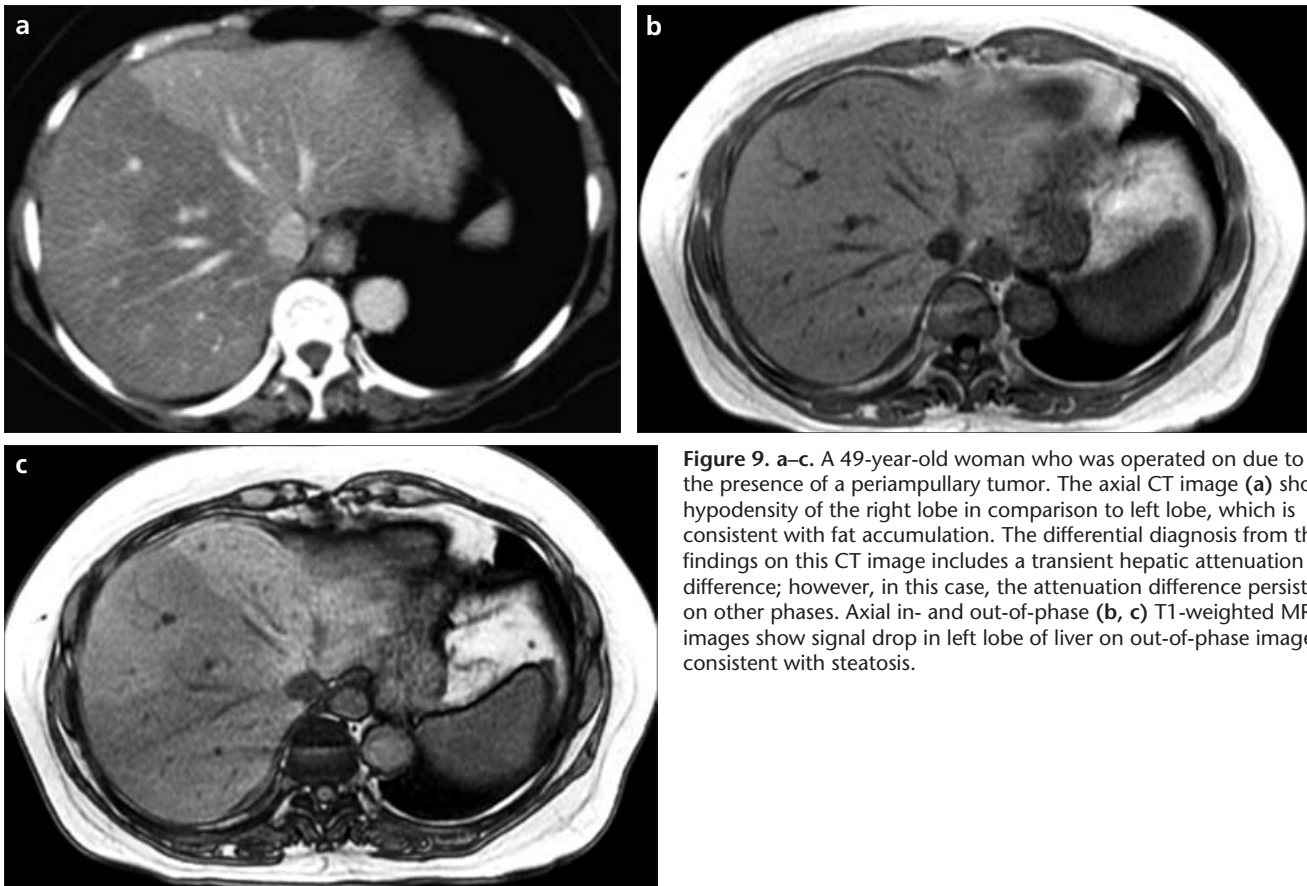 a
b
c
Figure 9. a–c. A 49-year-old woman who was operated on due to
the presence of a periampullary tumor. The axial CT image (a) sho
hypodensity of the right lobe in comparison to left lobe, which is
consistent with fat accumulation. The differential diagnosis from th
findings on this CT image includes a transient hepatic attenuation
difference; however, in this case, the attenuation difference persist
on other phases. Axial in- and out-of-phase (b, c) T1-weighted MR
images show signal drop in left lobe of liver on out-of-phase image
consistent with steatosis.